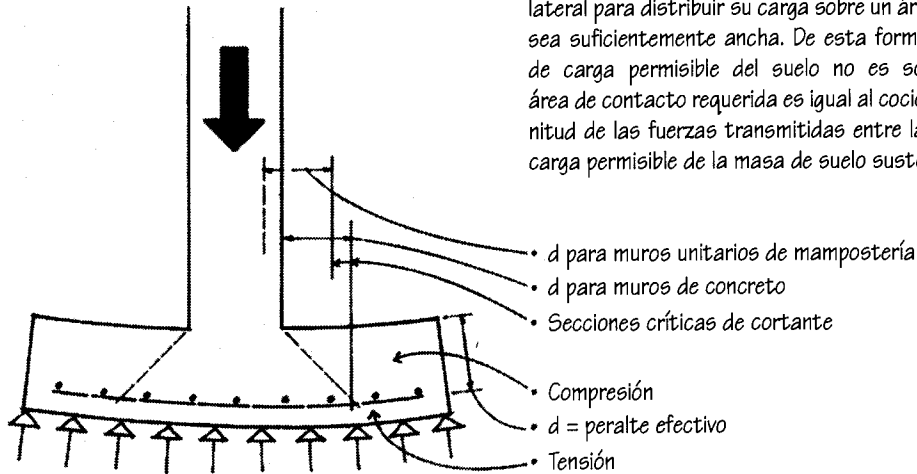 lateral para distribuir su carga sobre un ár
sea suficientemente ancha. De esta form
de carga permisible del suelo no es so
área de contacto requerida es igual al coci
nitud de las fuerzas transmitidas entre la
carga permisible de la masa de suelo sust
• d para muros unitarios de mampostería
• d para muros de concreto
• Secciones críticas de cortante
• Compresión
• d = peralte efectivo
• Tensión